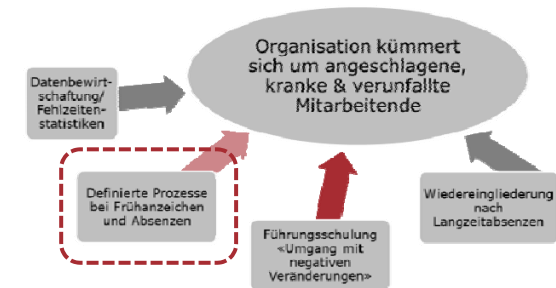 Organisation kümmert
sich um angeschlagene,
kranke & verunfallte
Mitarbeitende
Datenbewirt-
schaftung/
Fehlzeiten-
statistiken
Definierte Prozesse
bei Frühanzeichen
und Absenzen
Führungsschulung
«Umgang mit
negativen
Veränderungen»
Wiedereingliederung
nach
Langzeitabsenzen